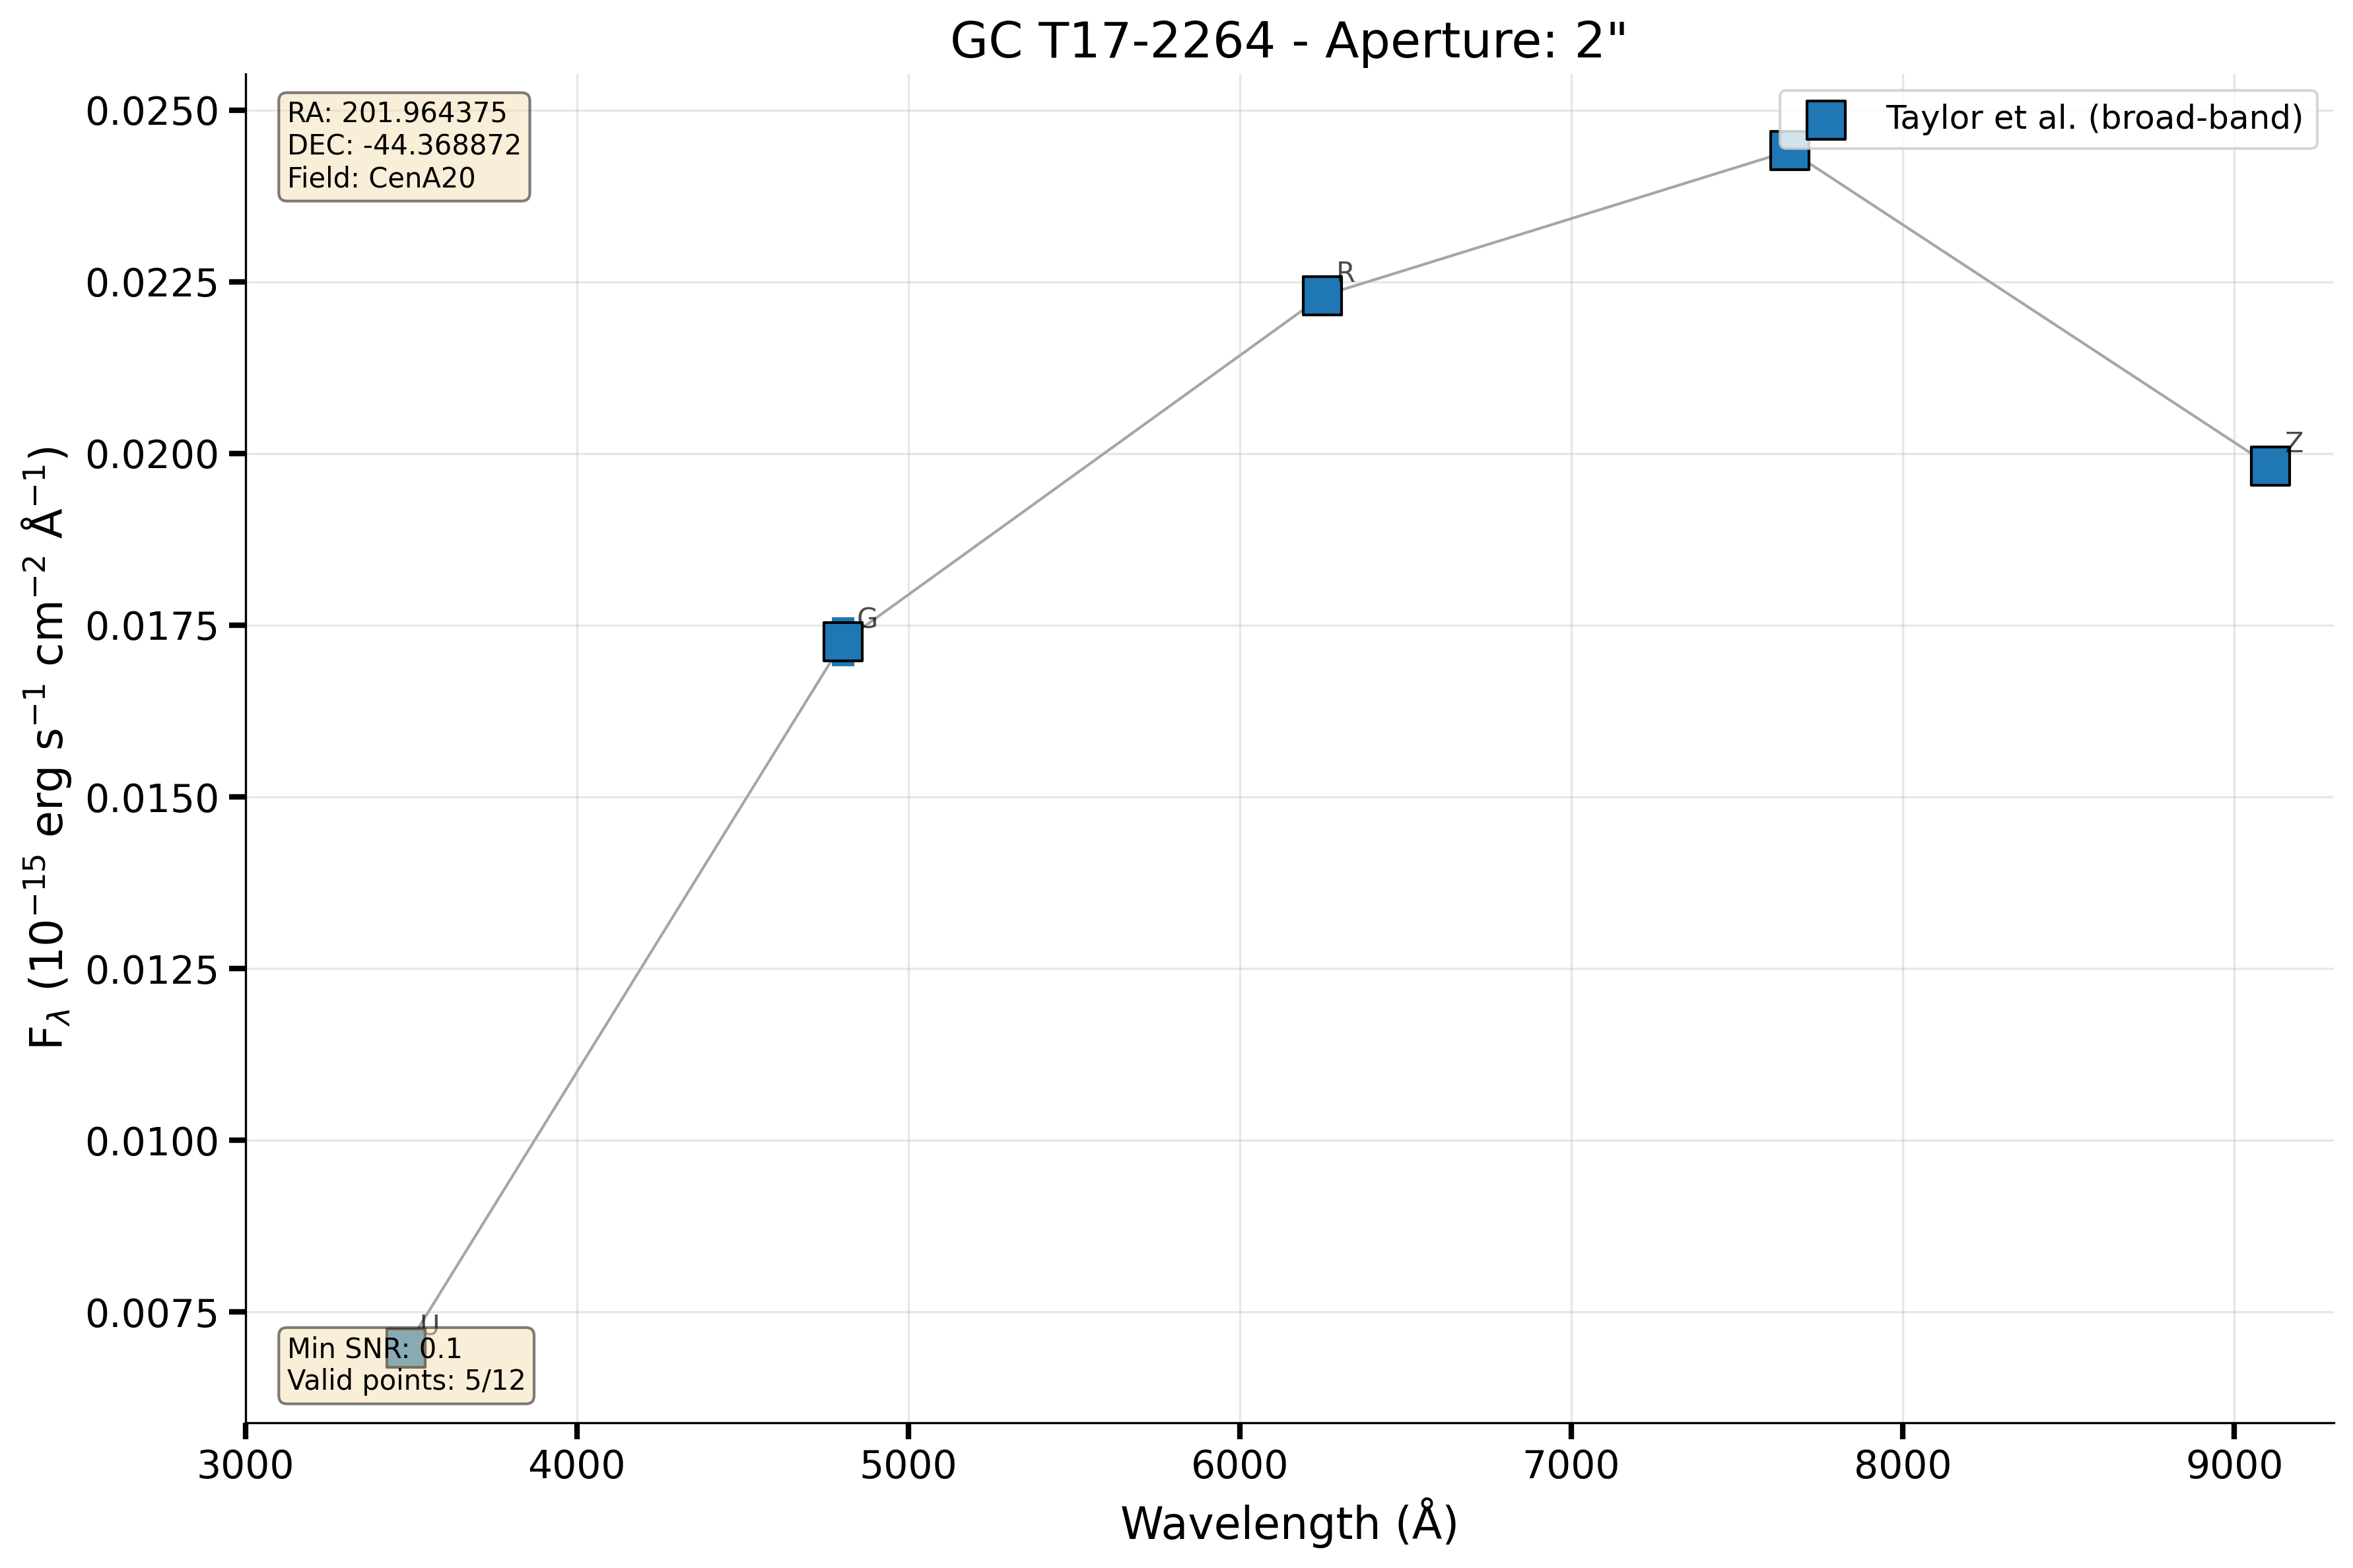 GC T17-2264 - Aperture: 2"
RA: 201.964375
DEC: -44.368872
Field: CenA20
Taylor et al. (broad-band)
F_λ (10⁻¹⁵ erg s⁻¹ cm⁻² Å⁻¹)
0.0250
0.0225
0.0200
0.0175
0.0150
0.0125
0.0100
0.0075
R
Z
G
U
Min SNR: 0.1
Valid points: 5/12
3000 4000 5000 6000 7000 8000 9000
Wavelength (Å)